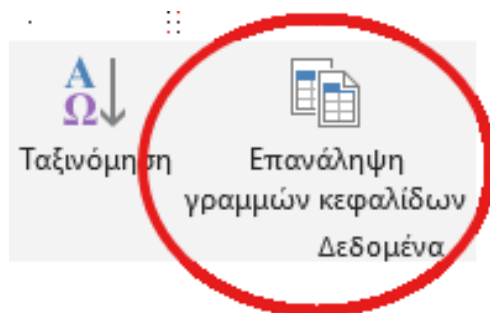 Α
Ω
Ταξινόμηση
Επανάληψη
γραμμών κεφαλίδων
Δεδομένα